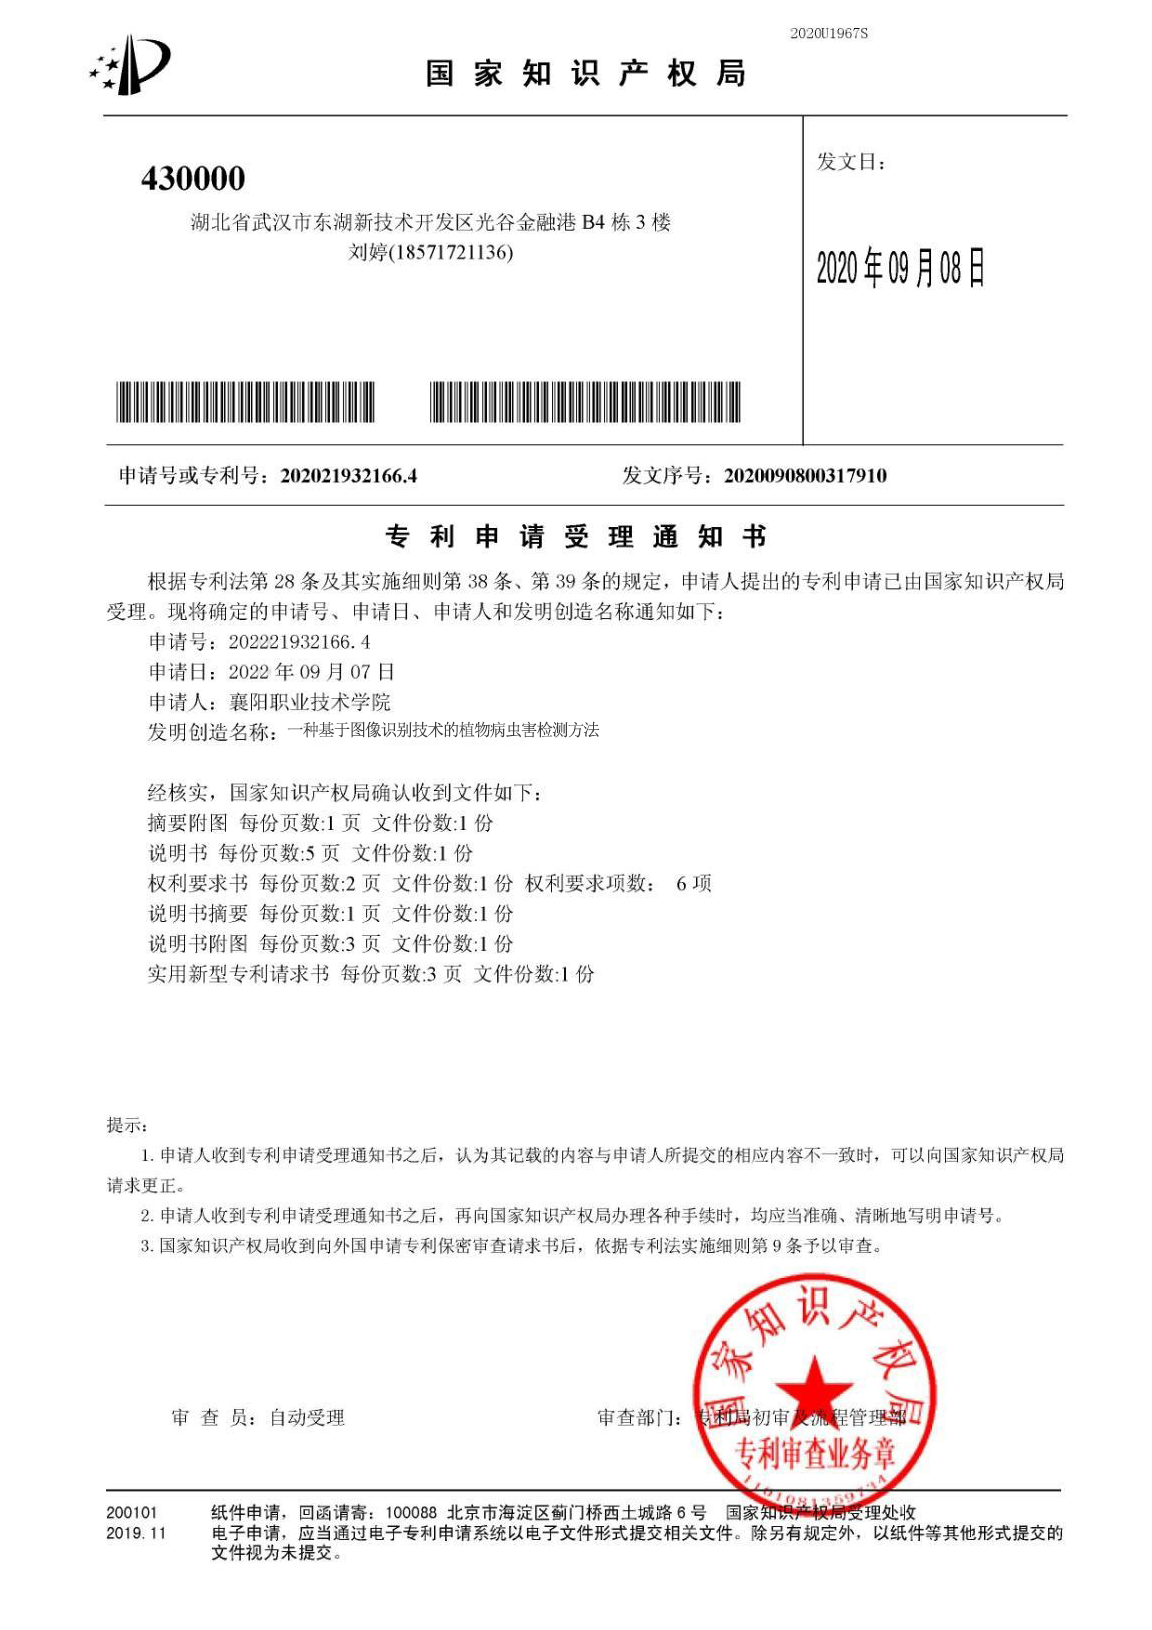 2020U1967S
国家知识产权局
430000
湖北省武汉市东湖新技术开发区光谷金融港 B4 栋 3 楼
刘婷(18571721136)
发文日：
2020 年 09 月 08 日
申请号或专利号：202021932166.4
发文序号：2020090800317910
专利申请受理通知书
根据专利法第 28 条及其实施细则第 38 条、第 39 条的规定，申请人提出的专利申请已由国家知识产权局
受理。现将确定的申请号、申请日、申请人和发明创造名称通知如下：
申请号：202221932166.4
申请日：2022 年 09 月 07 日
申请人：襄阳职业技术学院
发明创造名称：一种基于图像识别技术的植物病虫害检测方法
经核实，国家知识产权局确认收到文件如下：
摘要附图 每份页数:1 页 文件份数:1 份
说明书 每份页数:5 页 文件份数:1 份
权利要求书 每份页数:2 页 文件份数:1 份 权利要求项数： 6 项
说明书摘要 每份页数:1 页 文件份数:1 份
说明书附图 每份页数:3 页 文件份数:1 份
实用新型专利请求书 每份页数:3 页 文件份数:1 份
提示：
1. 申请人收到专利申请受理通知书之后，认为其记载的内容与申请人所提交的相应内容不一致时，可以向国家知识产权局
请求更正。
2. 申请人收到专利申请受理通知书之后，再向国家知识产权局办理各种手续时，均应当准确、清晰地写明申请号。
3. 国家知识产权局收到向外国申请专利保密审查请求书后，依据专利法实施细则第 9 条予以审查。
国家知识产权局
审 查 员：自动受理
审查部门：专利局初审及流程管理部
专利审查业务章
1101081359734
200101 纸件申请，回函请寄：100088 北京市海淀区蓟门桥西土城路 6 号 国家知识产权局受理处收
2019.11 电子申请，应当通过电子专利申请系统以电子文件形式提交相关文件。除另有规定外，以纸件等其他形式提交的
文件视为未提交。